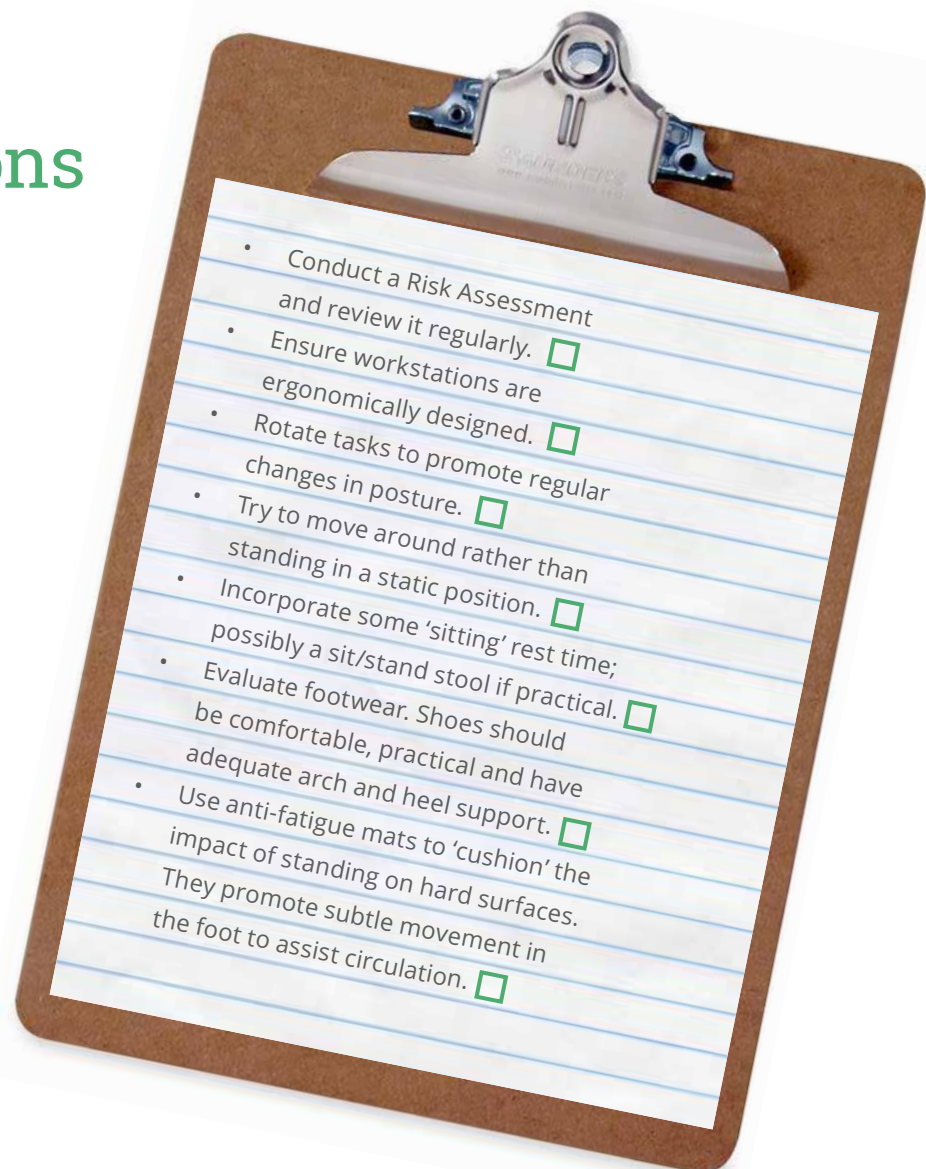 ons
• Conduct a Risk Assessment
and review it regularly.
• Ensure workstations are
ergonomically designed.
• Rotate tasks to promote regular
changes in posture.
• Try to move around rather than
standing in a static position.
• Incorporate some ‘sitting’ rest time;
possibly a sit/stand stool if practical.
• Evaluate footwear. Shoes should
be comfortable, practical and have
adequate arch and heel support.
• Use anti-fatigue mats to ‘cushion’ the
impact of standing on hard surfaces.
They promote subtle movement in
the foot to assist circulation.